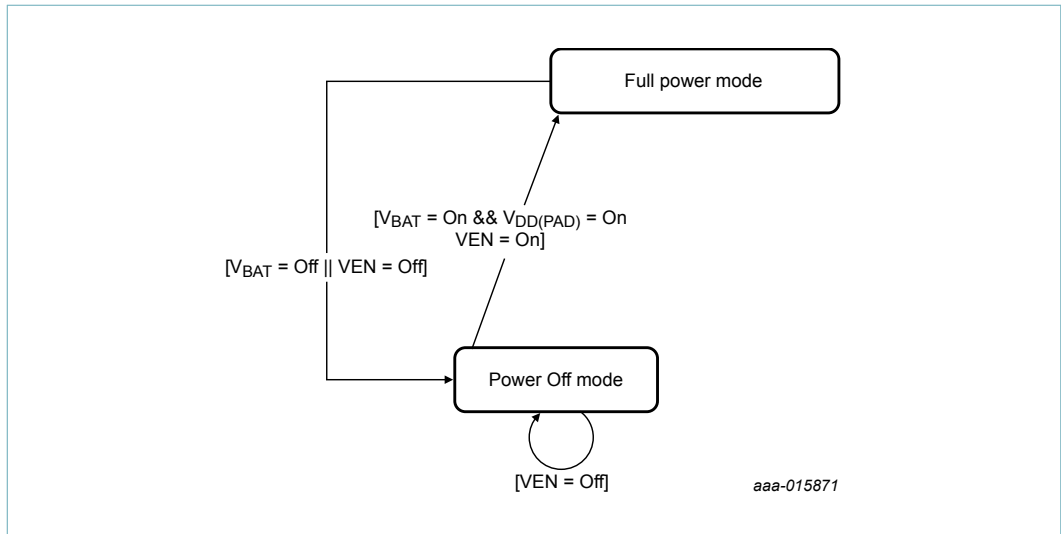 Full power mode
[VBAT = On && VDD(PAD) = On
VEN = On]
[VBAT = Off || VEN = Off]
Power Off mode
[VEN = Off]
aaa-015871